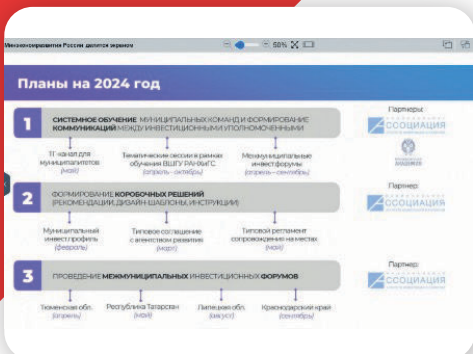 Минэкономразвития России делится экраном
50%
Планы на 2024 год
1
СИСТЕМНОЕ ОБУЧЕНИЕ МУНИЦИПАЛЬНЫХ КОМАНД И ФОРМИРОВАНИЕ
КОММУНИКАЦИЙ МЕЖДУ ИНВЕСТИЦИОННЫМИ УПОЛНОМОЧЕННЫМИ
Партнеры:
АССОЦИАЦИЯ
ТГ-канал для
муниципалитетов
(май)
Тематические сессии в рамках
обучения ВШГУ РАНХиГС
(апрель - октябрь)
Межмуниципальные
инвестфорумы
(апрель - сентябрь)
2
ФОРМИРОВАНИЕ КОРОБОЧНЫХ РЕШЕНИЙ
(РЕКОМЕНДАЦИИ, ДИЗАЙН-ШАБЛОНЫ, ИНСТРУКЦИИ)
Партнер:
АССОЦИАЦИЯ
Муниципальный
инвестпрофиль
(февраль)
Типовое соглашение
с агентством развития
(март)
Типовой регламент
сопровождения на местах
(май)
3
ПРОВЕДЕНИЕ МЕЖМУНИЦИПАЛЬНЫХ ИНВЕСТИЦИОННЫХ ФОРУМОВ
Партнер:
АССОЦИАЦИЯ
Тюменская обл.
(апрель)
Республика Татарстан
(май)
Липецкая обл.
(август)
Краснодарский край
(сентябрь)